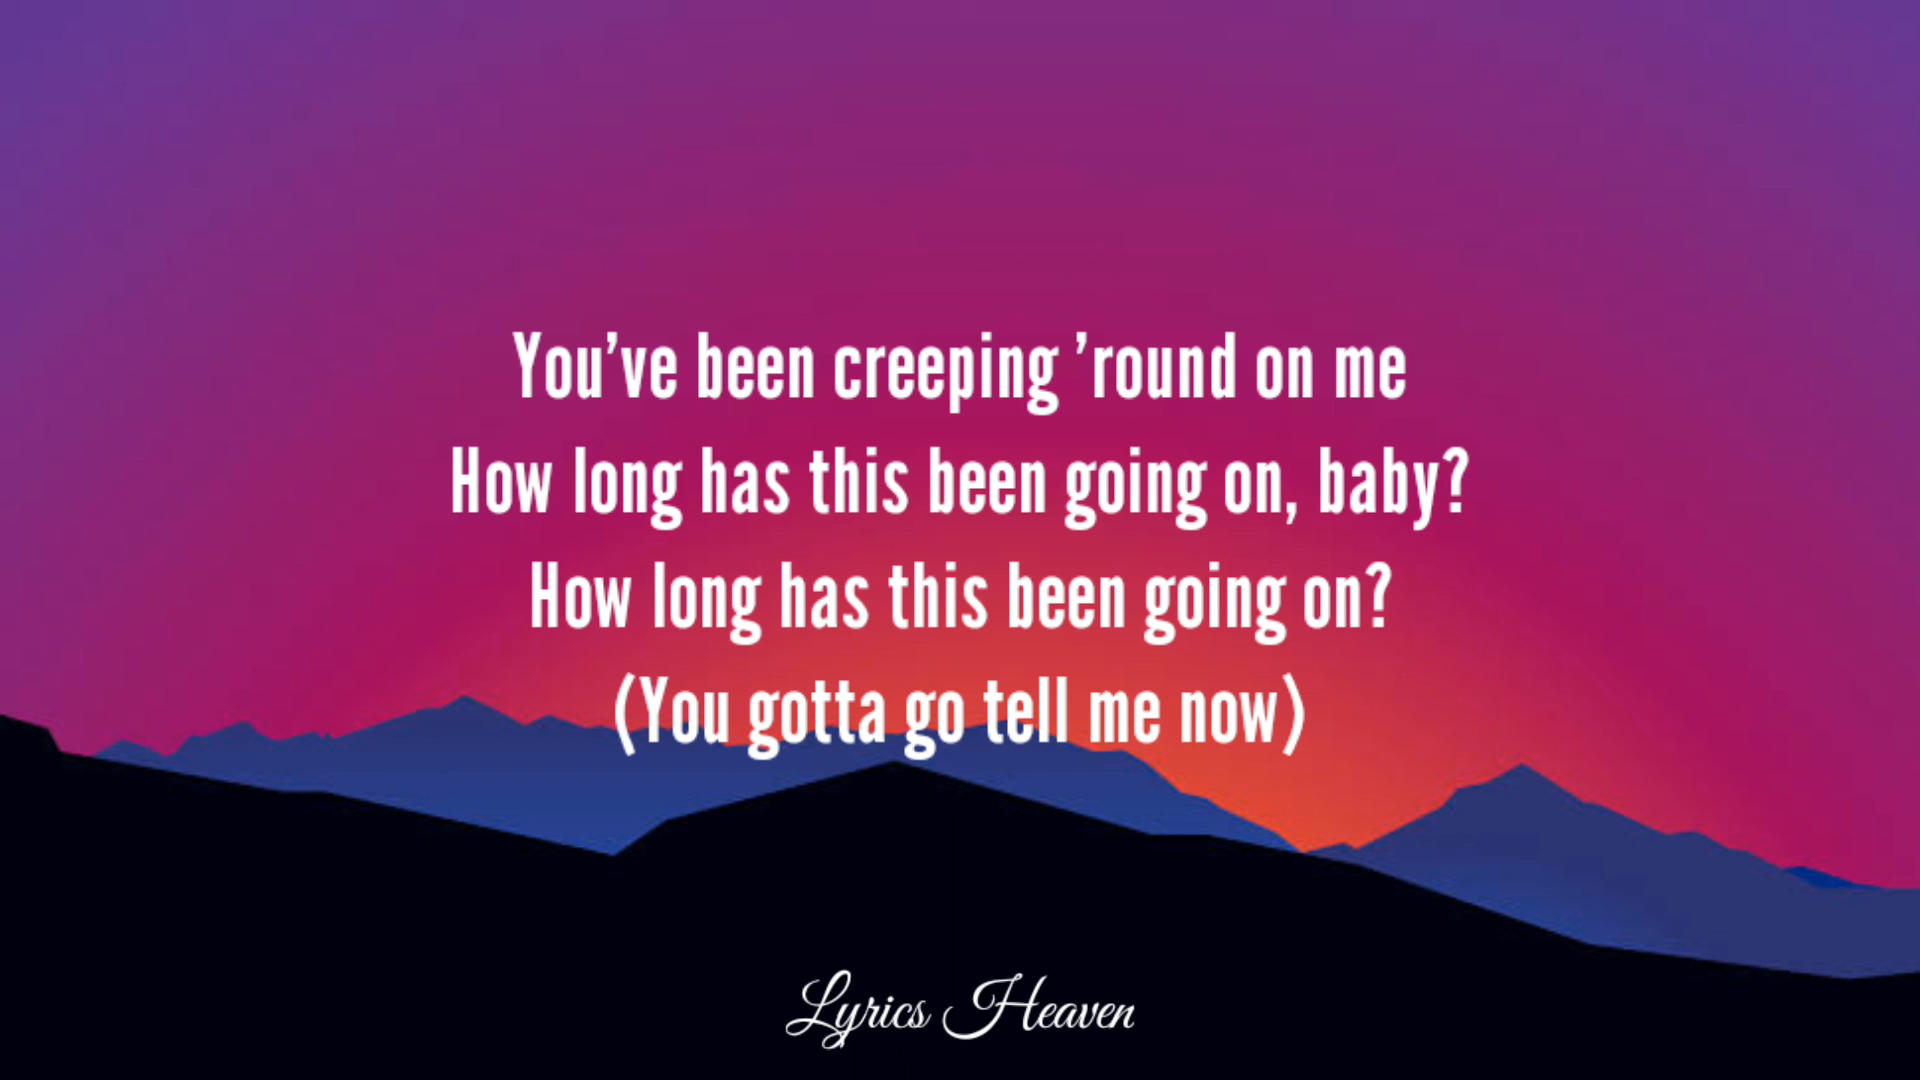 You’ve been creeping ’round on me
How long has this been going on, baby?
How long has this been going on?
(You gotta go tell me now)
Lyrics Heaven